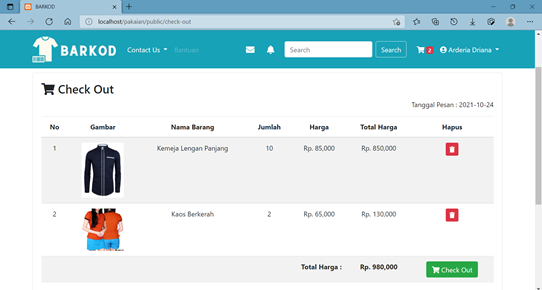 BARKOD
localhost/pakaian/public/check-out
BARKOD
Contact Us
Bantuan
Search
Search
2
Arderia Driana
Check Out
Tanggal Pesan : 2021-10-24
No Gambar Nama Barang Jumlah Harga Total Harga Hapus
1 Kemeja Lengan Panjang 10 Rp. 85,000 Rp. 850,000
2 Kaos Berkerah 2 Rp. 65,000 Rp. 130,000
Total Harga : Rp. 980,000 Check Out